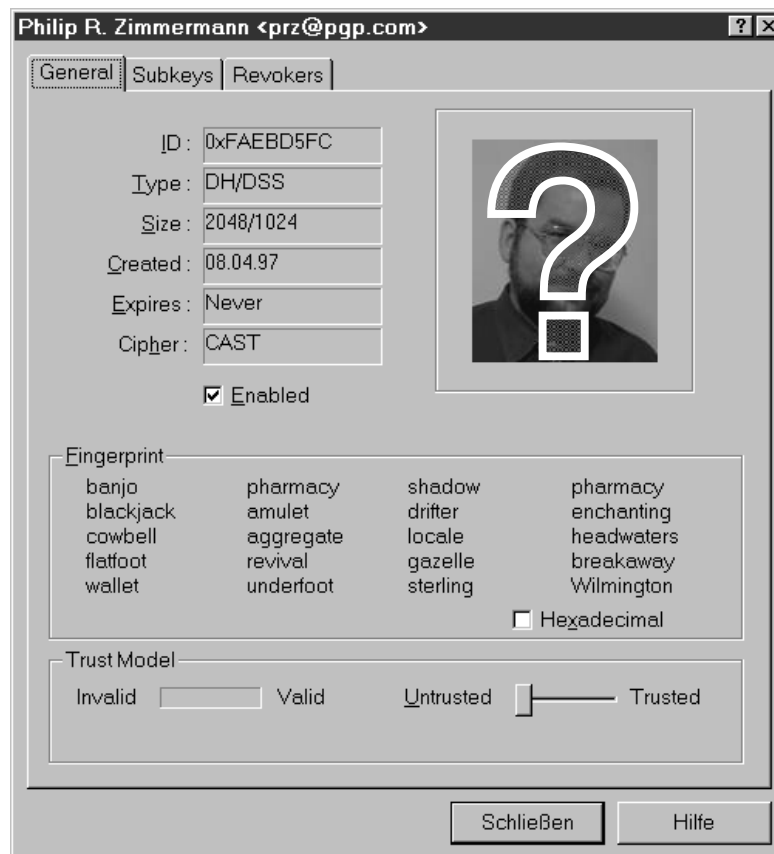 Philip R. Zimmermann <prz@pgp.com>
General Subkeys Revokers
ID : 0xFAEBD5FC
Type : DH/DSS
Size : 2048/1024
Created : 08.04.97
Expires : Never
Cipher : CAST
Enabled
?
Fingerprint
banjo pharmacy shadow pharmacy
blackjack amulet drifter enchanting
cowbell aggregate locale headwaters
flatfoot revival gazelle breakaway
wallet underfoot sterling Wilmington
Hexadecimal
Trust Model
Invalid Valid Untrusted Trusted
Schließen Hilfe